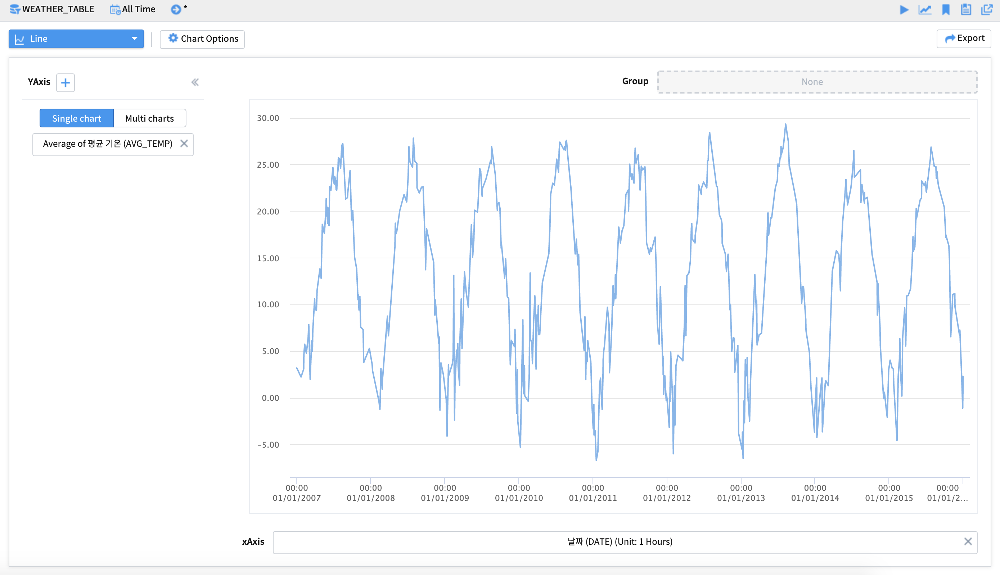 WEATHER_TABLE All Time *
Line Chart Options Export
YAxis Group None
Single chart Multi charts
Average of 평균 기온 (AVG_TEMP)
30.00
25.00
20.00
15.00
10.00
5.00
0.00
−5.00
00:00 00:00 00:00 00:00 00:00 00:00 00:00 00:00 00:00 00:00
01/01/2007 01/01/2008 01/01/2009 01/01/2010 01/01/2011 01/01/2012 01/01/2013 01/01/2014 01/01/2015 01/01/2...
xAxis 날짜 (DATE) (Unit: 1 Hours)